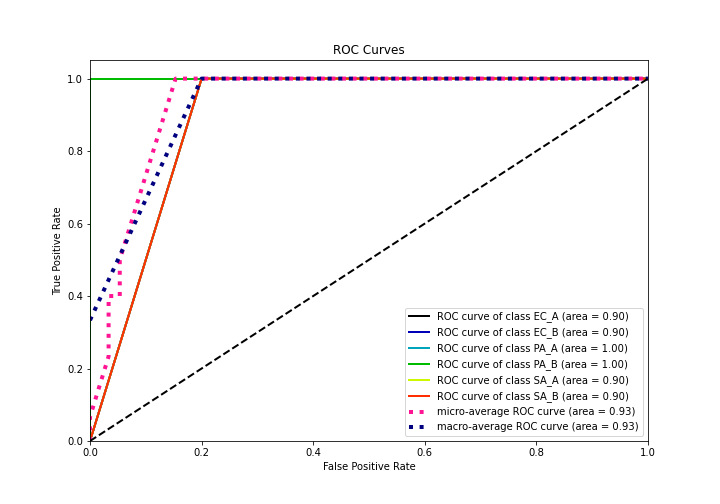 ROC Curves
True Positive Rate
1.0
0.8
0.6
0.4
0.2
0.0
0.0 0.2 0.4 0.6 0.8 1.0
False Positive Rate
ROC curve of class EC_A (area = 0.90)
ROC curve of class EC_B (area = 0.90)
ROC curve of class PA_A (area = 1.00)
ROC curve of class PA_B (area = 1.00)
ROC curve of class SA_A (area = 0.90)
ROC curve of class SA_B (area = 0.90)
micro-average ROC curve (area = 0.93)
macro-average ROC curve (area = 0.93)